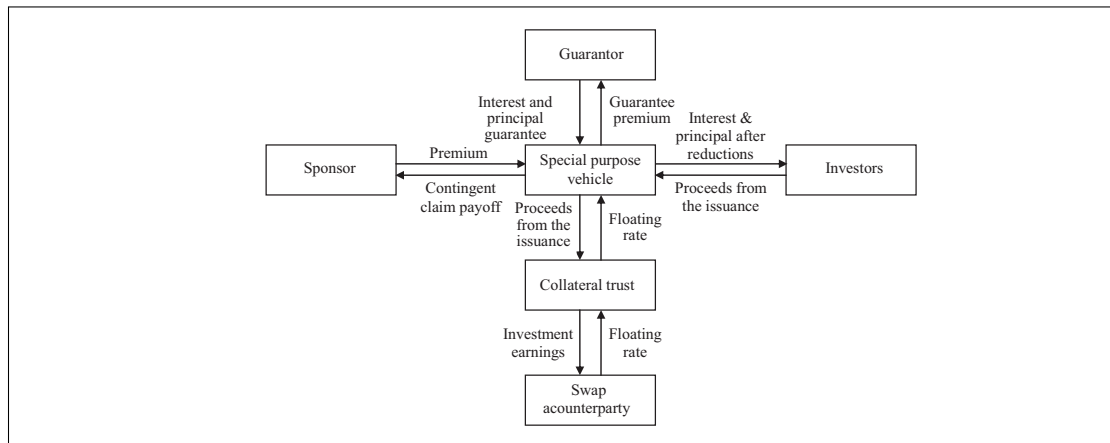 Guarantor
Interest and
principal
guarantee
Guarantee
premium
Interest &
principal after
reductions
Sponsor
Premium
Contingent
claim payoff
Special purpose
vehicle
Investors
Proceeds from
the issuance
Proceeds
from the
issuance
Floating
rate
Collateral trust
Investment
earnings
Floating
rate
Swap
acounterparty